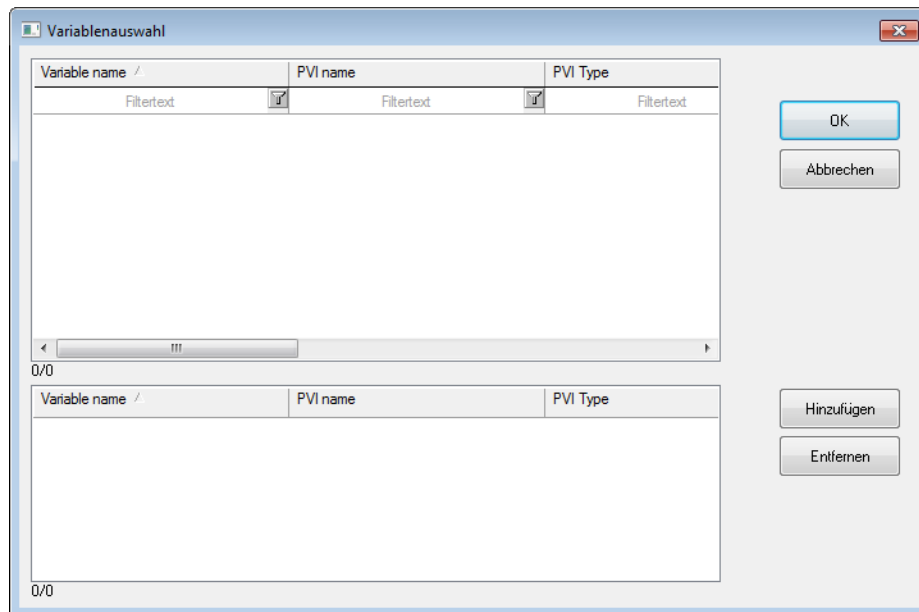 Variablenauswahl
Variable name PVI name PVI Type
Filtertext Filtertext Filtertext
OK
Abbrechen
0/0
Variable name PVI name PVI Type
Hinzufügen
Entfernen
0/0